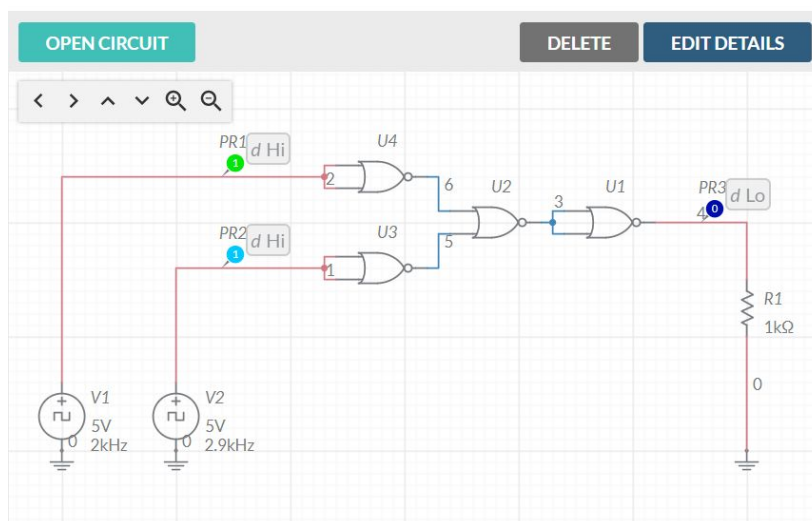 OPEN CIRCUIT
DELETE
EDIT DETAILS
PR1
d Hi
1
U4
2
6
U2
U1
PR3
d Lo
0
3
4
PR2
d Hi
1
U3
5
1
R1
1kΩ
0
V1
5V
0
2kHz
V2
5V
0
2.9kHz